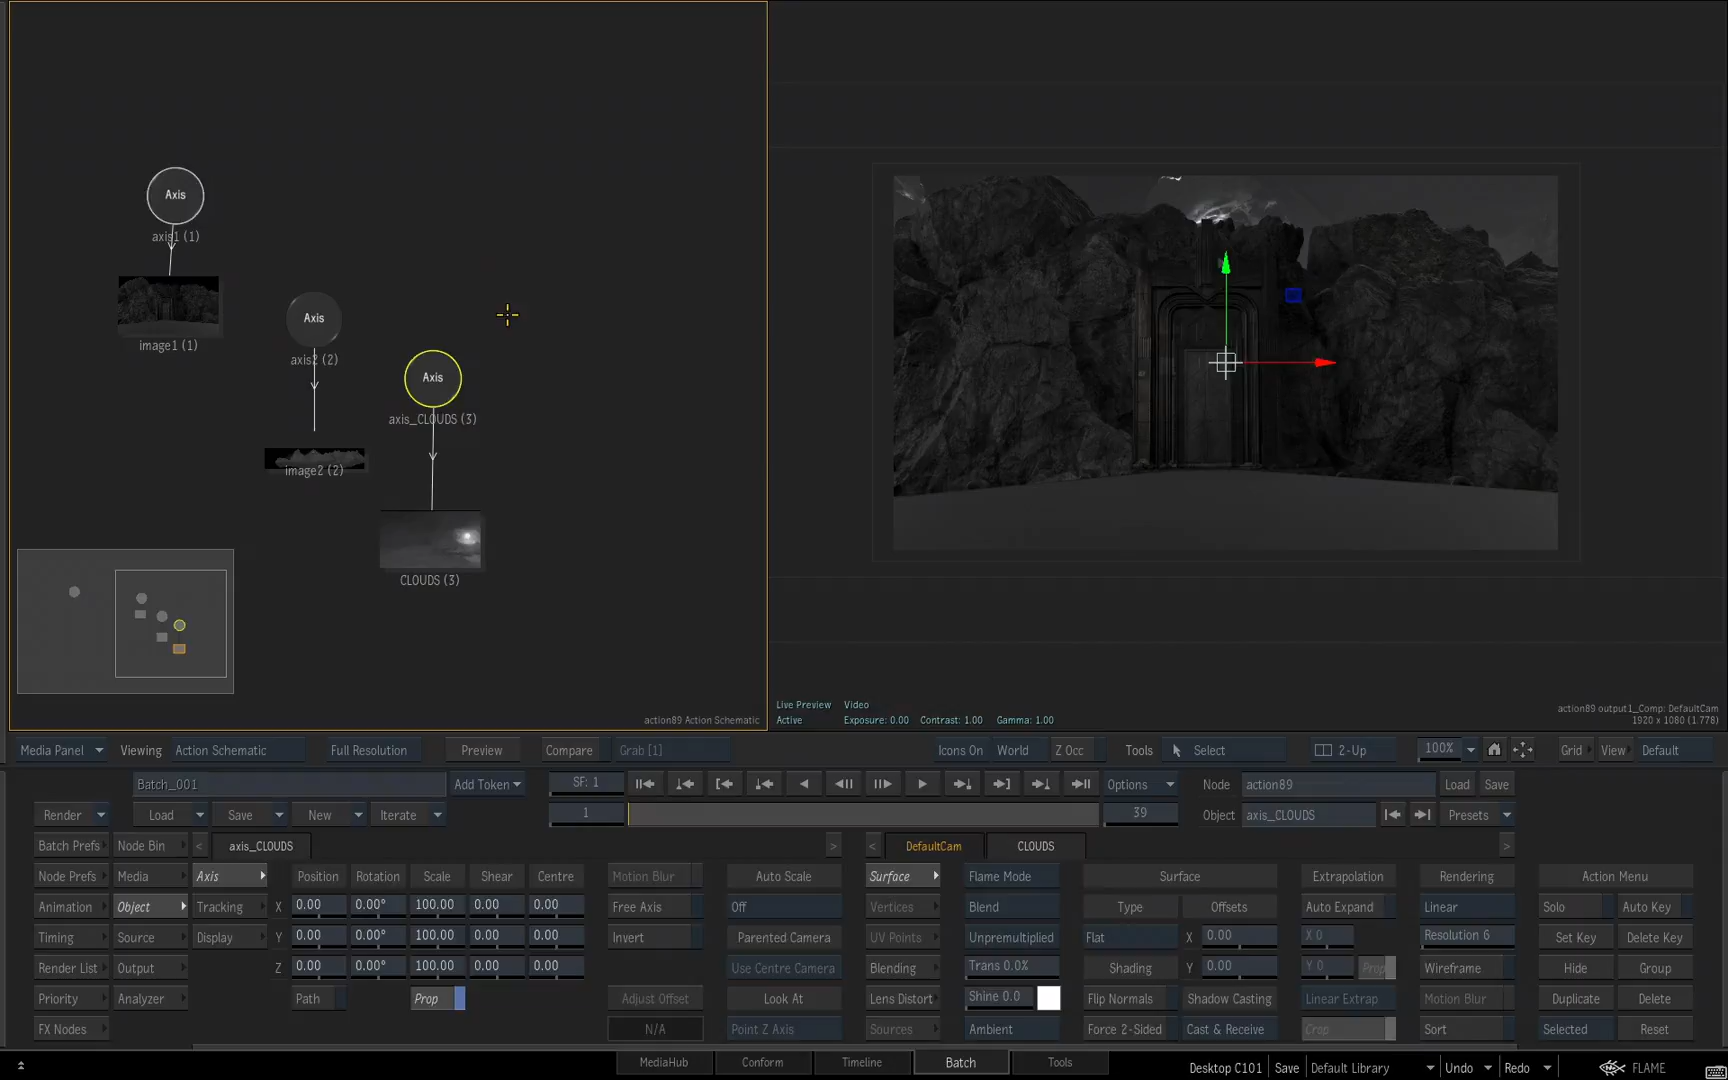 Axis
axis1 (1)
image1 (1)
Axis
axis2 (2)
image2 (2)
Axis
axis_CLOUDS (3)
CLOUDS (3)
action89 Action Schematic
Live Preview Video
Active Exposure: 0.00 Contrast: 1.00 Gamma: 1.00
action89 output1_Comp: DefaultCam
1920 x 1080 (1.778)
Media Panel Viewing Action Schematic Full Resolution Preview Compare Grab [1] Icons On World Z Occ Tools Select 2-Up 100% Grid View Default
Batch_001 Add Token SF: 1 Options Node action89 Load Save
Render Load Save New Iterate 1 39 Object axis_CLOUDS Presets
Batch Prefs Node Bin < axis_CLOUDS > < DefaultCam CLOUDS >
Node Prefs Media Axis Position Rotation Scale Shear Centre Motion Blur Auto Scale Surface Flame Mode Surface Extrapolation Rendering Action Menu
Animation Object Tracking X 0.00 0.00° 100.00 0.00 0.00 Free Axis Off Vertices Blend Type Offsets Auto Expand Linear Solo Auto Key
Timing Source Display Y 0.00 0.00° 100.00 0.00 0.00 Invert Parented Camera UV Points Unpremultiplied Flat X 0.00 X 0 Resolution G Set Key Delete Key
Render List Output Z 0.00 0.00° 100.00 0.00 0.00 Use Centre Camera Blending Trans 0.0% Shading Y 0.00 Y 0 Prop Wireframe Hide Group
Priority Analyzer Path Prop Adjust Offset Look At Lens Distort Shine 0.0 Flip Normals Shadow Casting Linear Extrap Motion Blur Duplicate Delete
FX Nodes N/A Point Z Axis Sources Ambient Force 2-Sided Cast & Receive Crop Sort Selected Reset
MediaHub Conform Timeline Batch Tools Desktop C101 Save Default Library Undo Redo FLAME